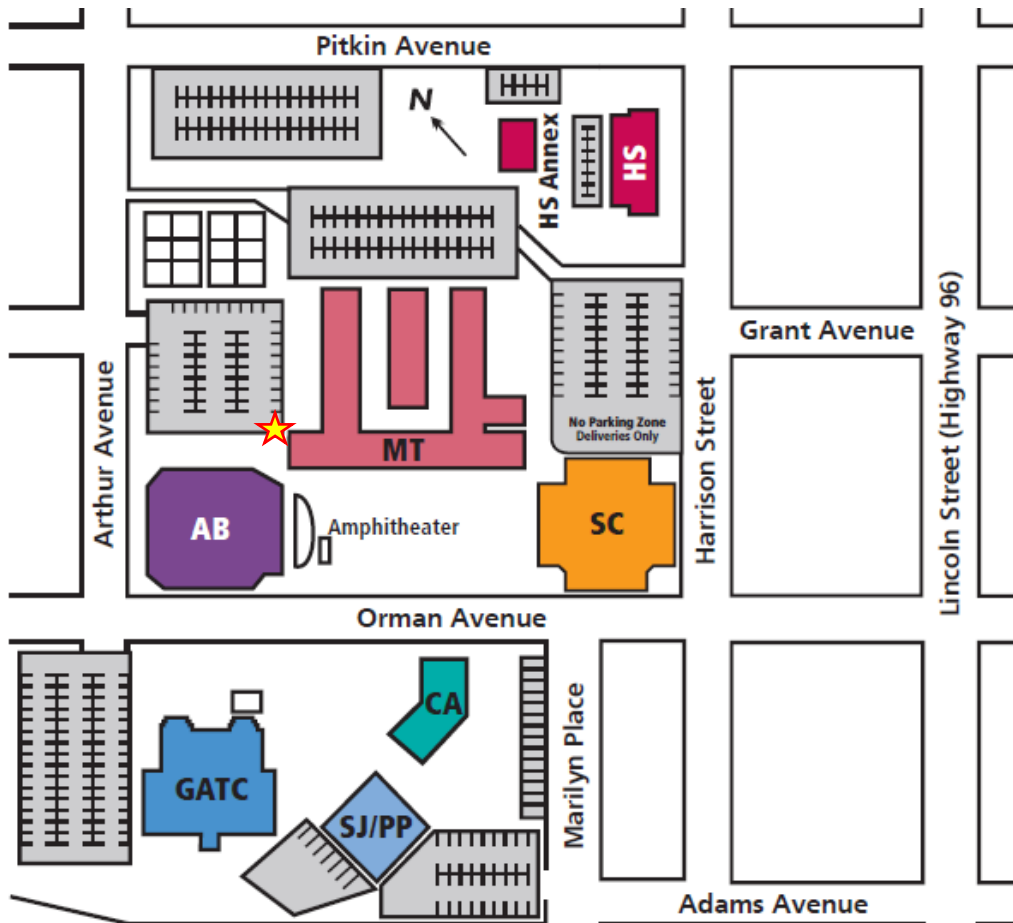 Pitkin Avenue
N
HS Annex
HS
Grant Avenue
Lincoln Street (Highway 96)
Arthur Avenue
Harrison Street
No Parking Zone
Deliveries Only
MT
AB
Amphitheater
SC
Orman Avenue
CA
Marilyn Place
GATC
SJ/PP
Adams Avenue